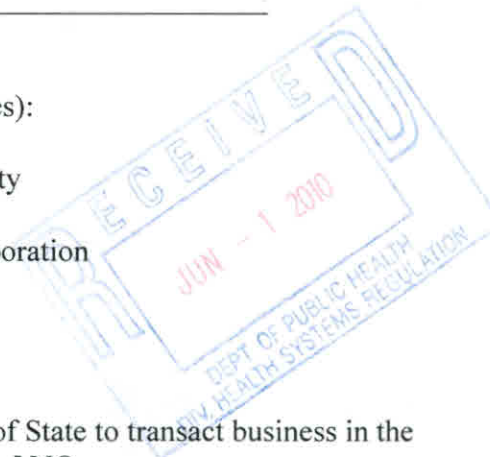 es):
ty
RECEIVED
poration
JUN - 1 2010
DEPT OF PUBLIC HEALTH
DIV. HEALTH SYSTEMS REGULATION
of State to transact business in the